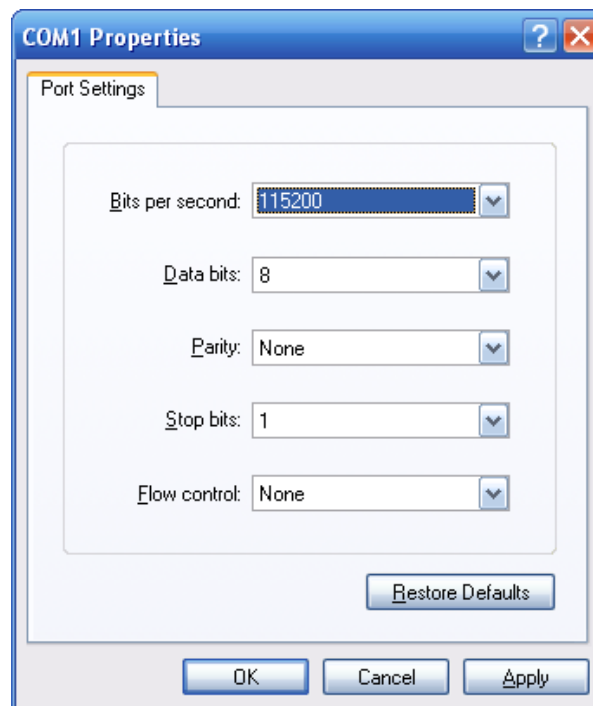 COM1 Properties
Port Settings
Bits per second: 115200
Data bits: 8
Parity: None
Stop bits: 1
Flow control: None
Restore Defaults
OK Cancel Apply